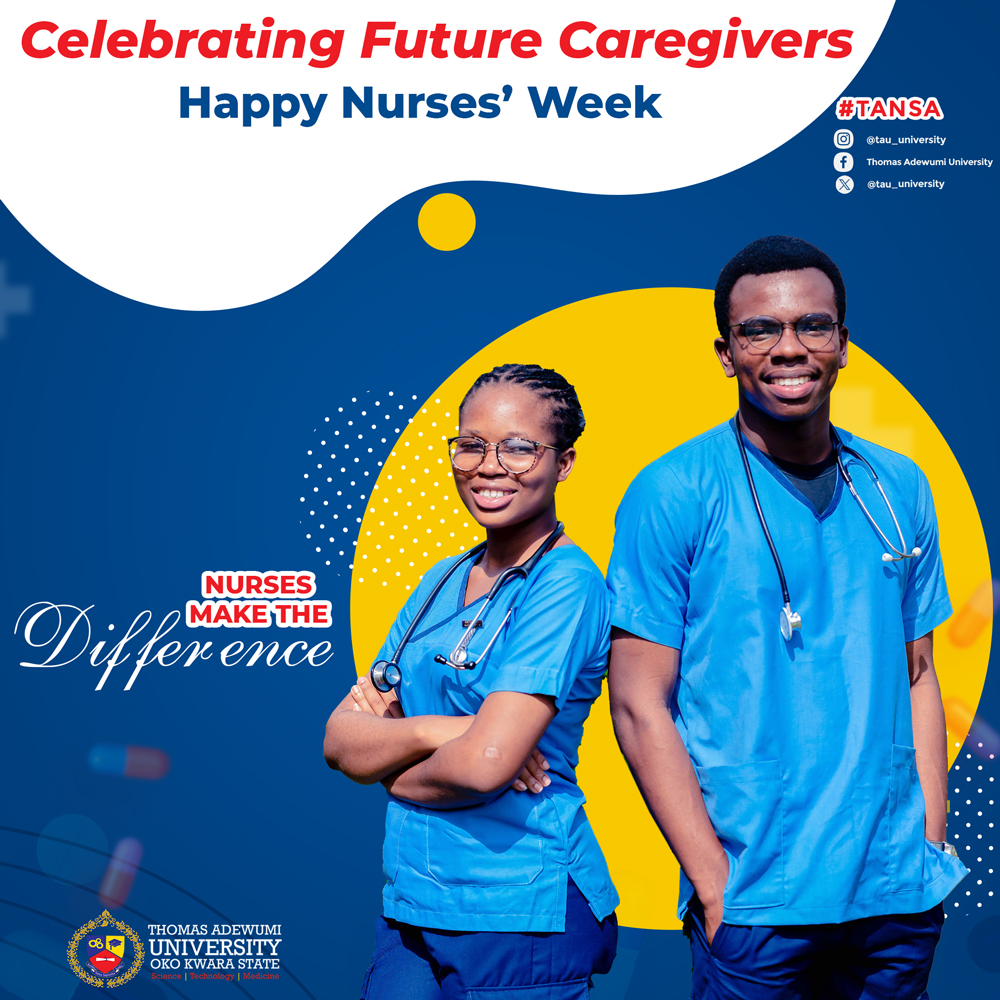 Celebrating Future Caregivers
Happy Nurses’ Week
#TANSA
@tau_university
Thomas Adewumi University
@tau_university
NURSES
MAKE THE
Difference
THOMAS ADEWUMI
UNIVERSITY
OKO KWARA STATE
Science | Technology | Medicine